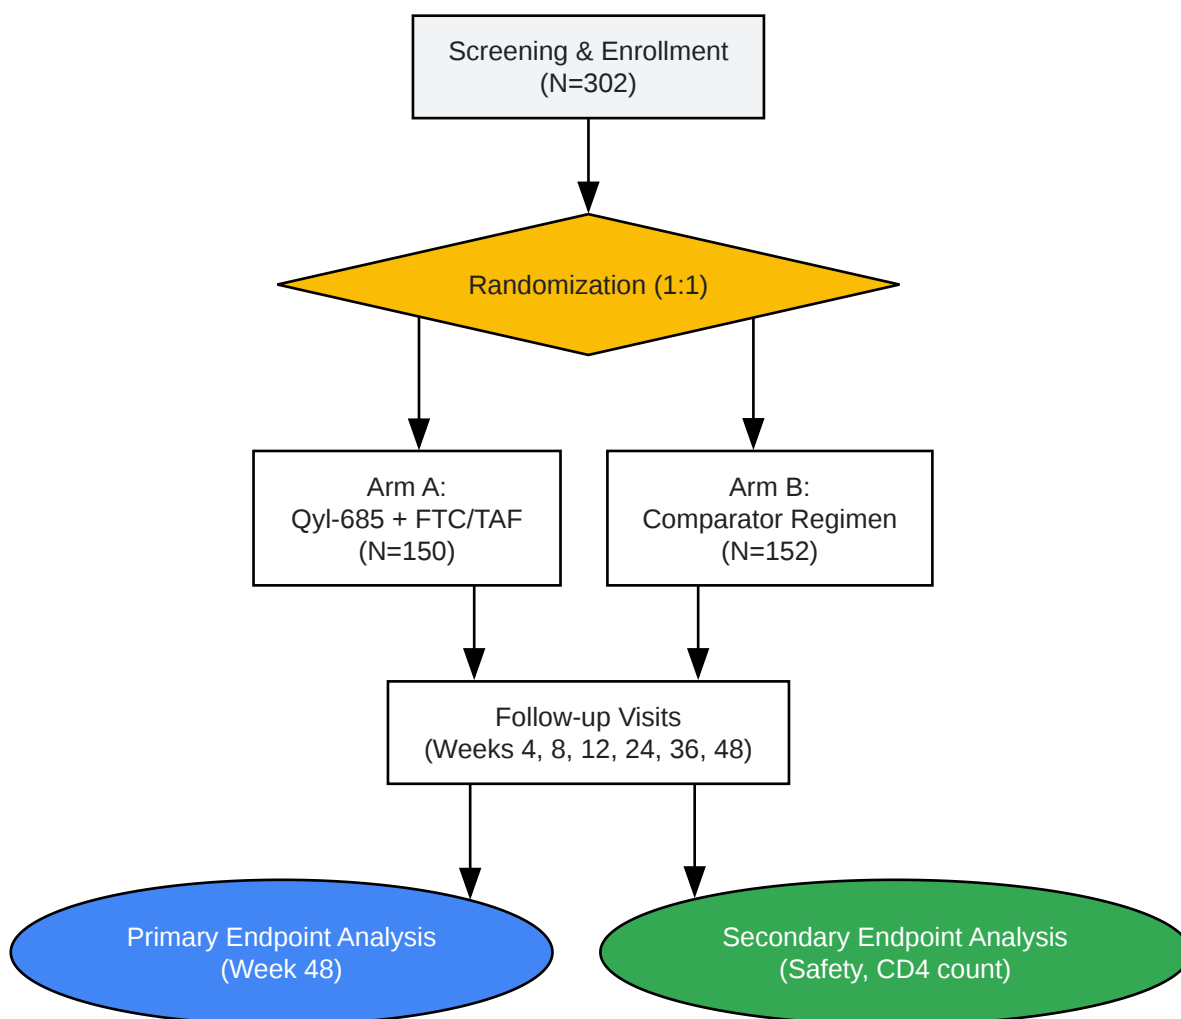 Screening & Enrollment
(N=302)
Randomization (1:1)
Arm A:
Qyl-685 + FTC/TAF
(N=150)
Arm B:
Comparator Regimen
(N=152)
Follow-up Visits
(Weeks 4, 8, 12, 24, 36, 48)
Primary Endpoint Analysis
(Week 48)
Secondary Endpoint Analysis
(Safety, CD4 count)